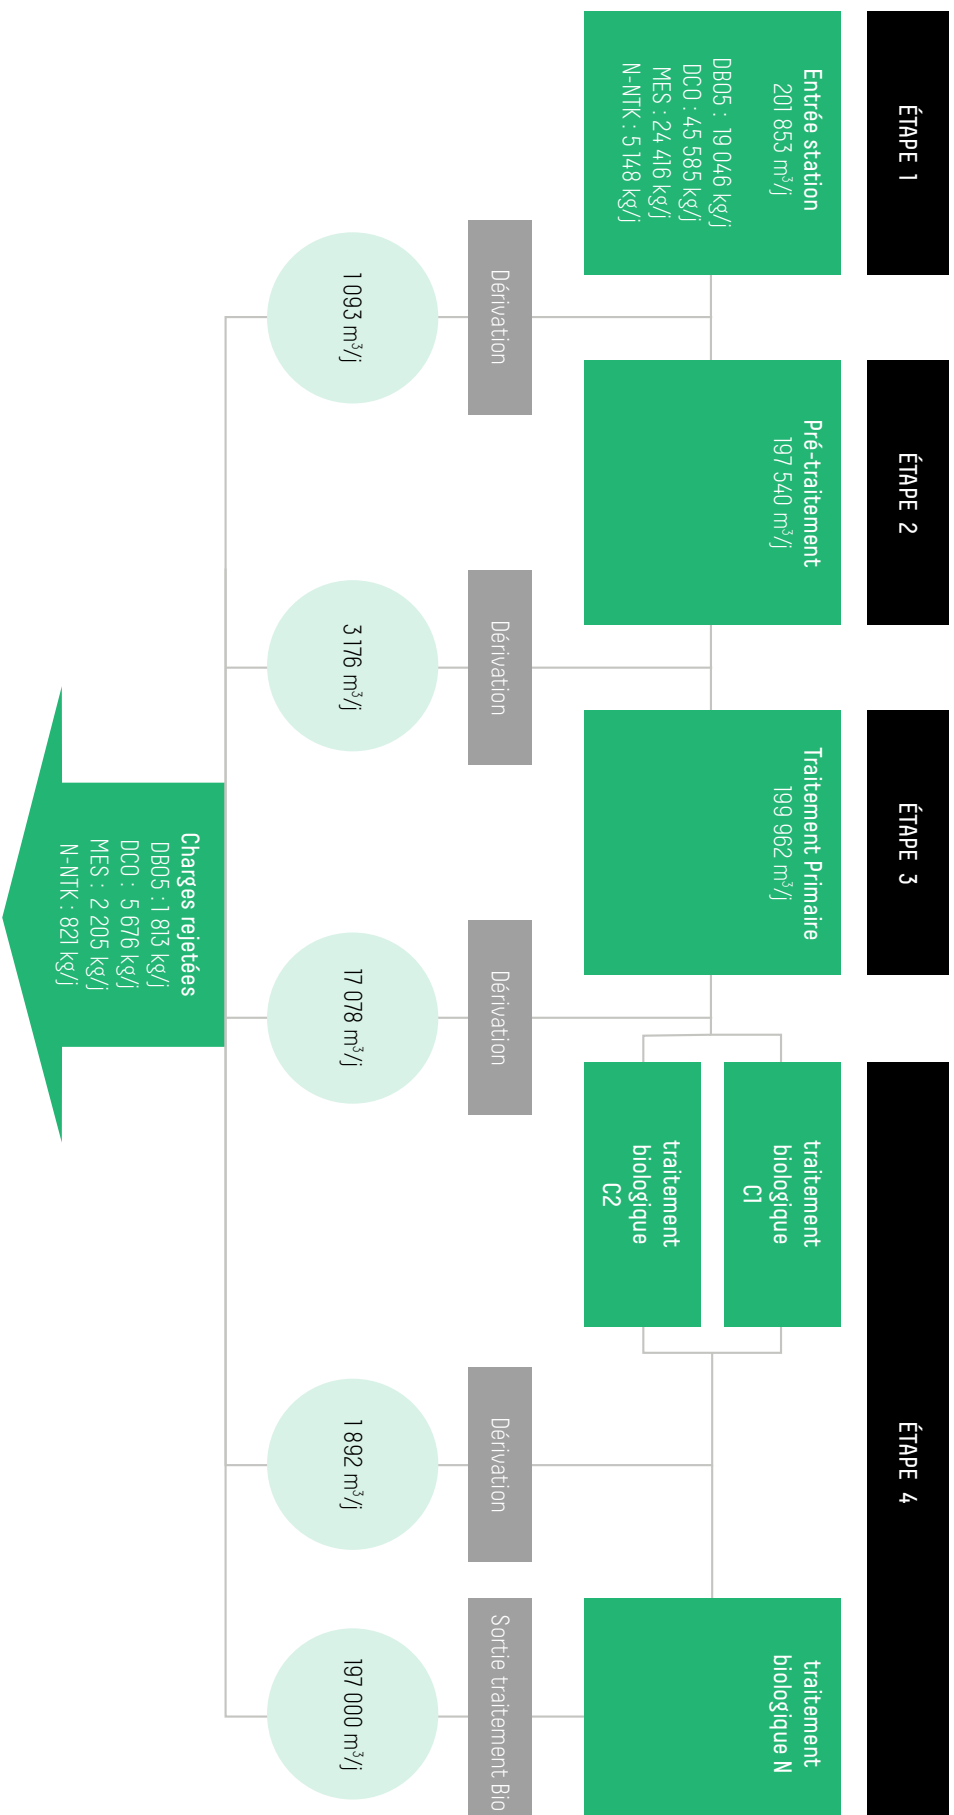 ÉTAPE 1
ÉTAPE 2
ÉTAPE 3
ÉTAPE 4
Entrée station
201 853 m³/j
DBO5 : 19 046 kg/j
DCO : 45 585 kg/j
MES : 24 416 kg/j
N-NTK : 5 148 kg/j
Pré-traitement
197 540 m³/j
Traitement Primaire
199 962 m³/j
traitement
biologique
C1
traitement
biologique
C2
traitement
biologique N
Dérivation
Dérivation
Dérivation
Dérivation
Sortie traitement Bio
1 093 m³/j
3 176 m³/j
17 078 m³/j
1 892 m³/j
197 000 m³/j
Charges rejetées
DBO5 : 1 813 kg/j
DCO : 5 676 kg/j
MES : 2 205 kg/j
N-NTK : 821 kg/j